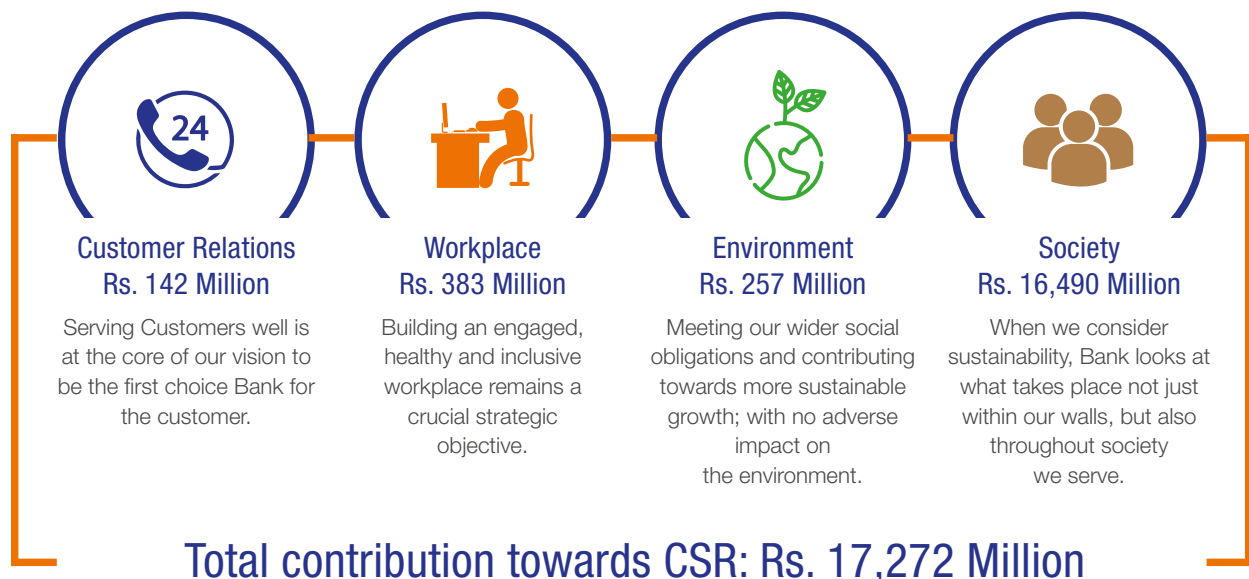 24
Customer Relations
Rs. 142 Million
Serving Customers well is
at the core of our vision to
be the first choice Bank for
the customer.
Workplace
Rs. 383 Million
Building an engaged,
healthy and inclusive
workplace remains a
crucial strategic
objective.
Environment
Rs. 257 Million
Meeting our wider social
obligations and contributing
towards more sustainable
growth; with no adverse
impact on
the environment.
Society
Rs. 16,490 Million
When we consider
sustainability, Bank looks at
what takes place not just
within our walls, but also
throughout society
we serve.
Total contribution towards CSR: Rs. 17,272 Million